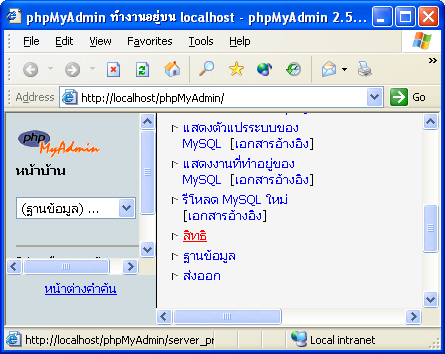 phpMyAdmin ทำงานอยู่บน localhost - phpMyAdmin 2.5...
File Edit View Favorites Tools Help
Address http://localhost/phpMyAdmin/ Go
php
MyAdmin
หน้าบ้าน
(ฐานข้อมูล) ...
หน้าต่างคำค้น
แสดงตัวแปรระบบของ
MySQL [เอกสารอ้างอิง]
แสดงงานที่ทำอยู่ของ
MySQL [เอกสารอ้างอิง]
รีโหลด MySQL ใหม่
[เอกสารอ้างอิง]
สิทธิ
ฐานข้อมูล
ส่งออก
http://localhost/phpMyAdmin/server_pr Local intranet